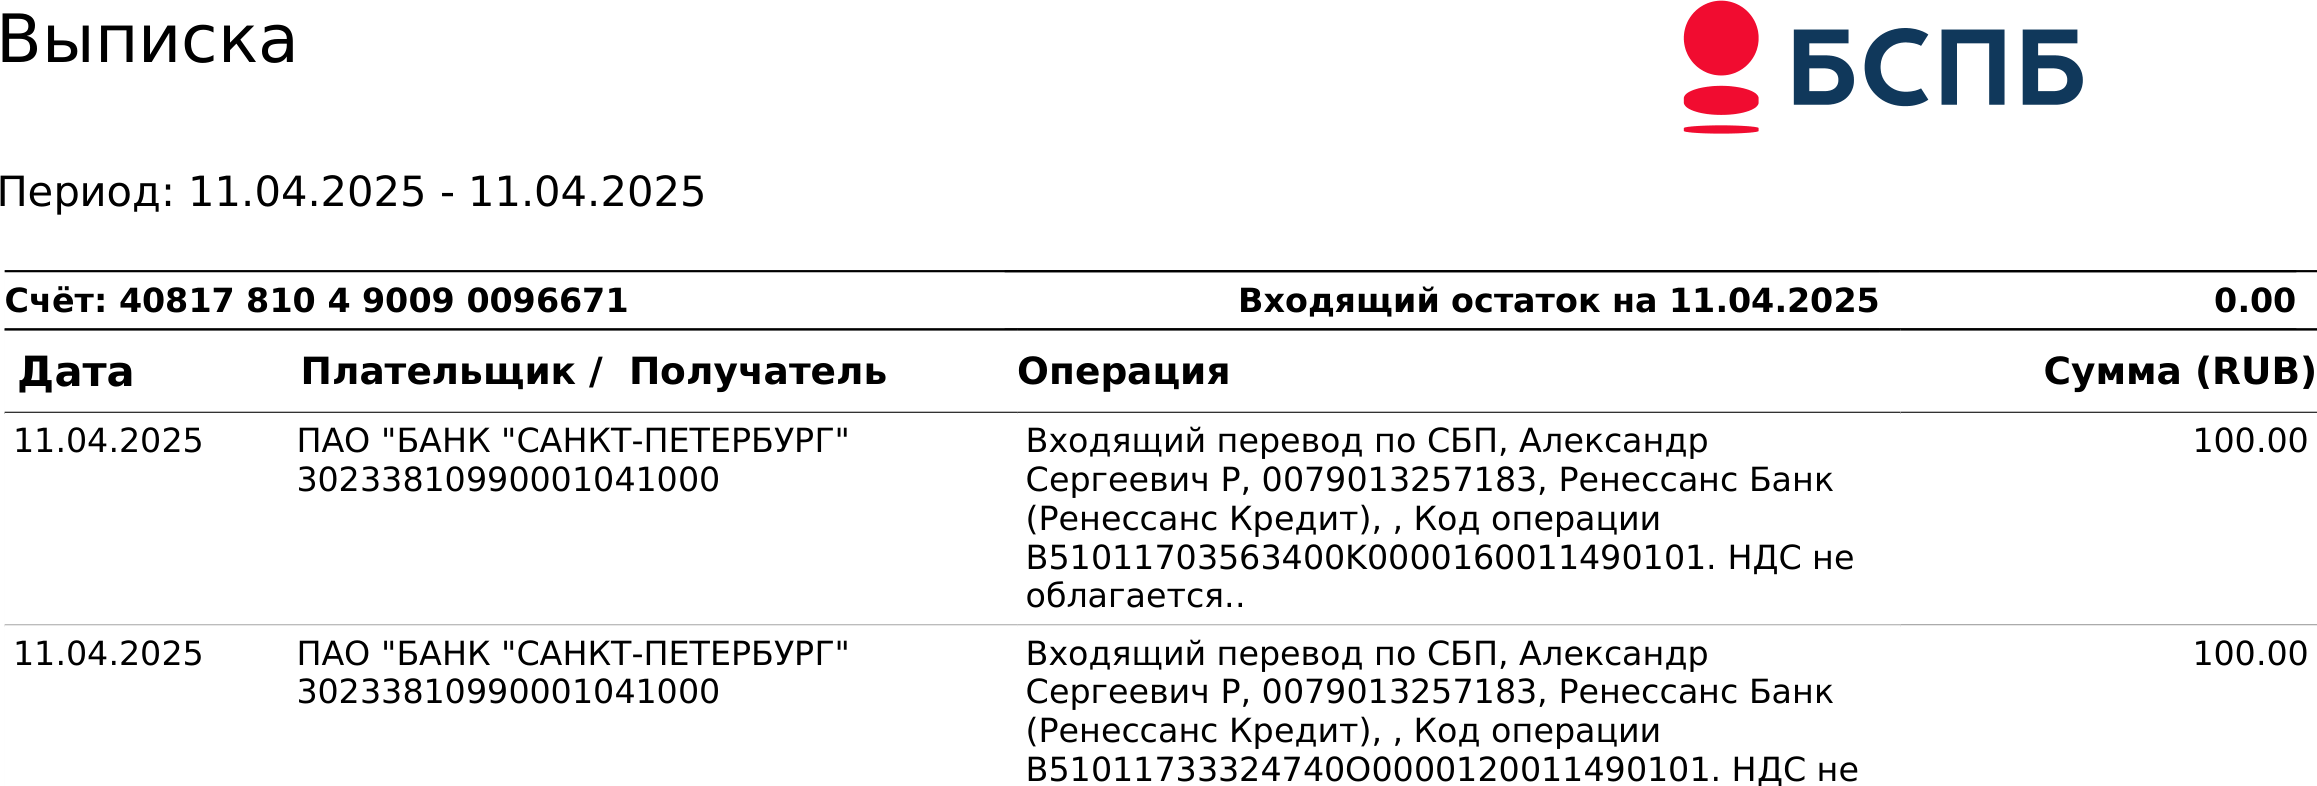 Выписка
БСПБ
Период: 11.04.2025 - 11.04.2025
Счёт: 40817 810 4 9009 0096671 Входящий остаток на 11.04.2025 0.00
Дата Плательщик / Получатель Операция Сумма (RUB)
11.04.2025 ПАО "БАНК "САНКТ-ПЕТЕРБУРГ" Входящий перевод по СБП, Александр 100.00
30233810990001041000 Сергеевич Р, 0079013257183, Ренессанс Банк
(Ренессанс Кредит), , Код операции
B51011703563400K0000160011490101. НДС не
облагается..
11.04.2025 ПАО "БАНК "САНКТ-ПЕТЕРБУРГ" Входящий перевод по СБП, Александр 100.00
30233810990001041000 Сергеевич Р, 0079013257183, Ренессанс Банк
(Ренессанс Кредит), , Код операции
B51011733324740O0000120011490101. НДС не